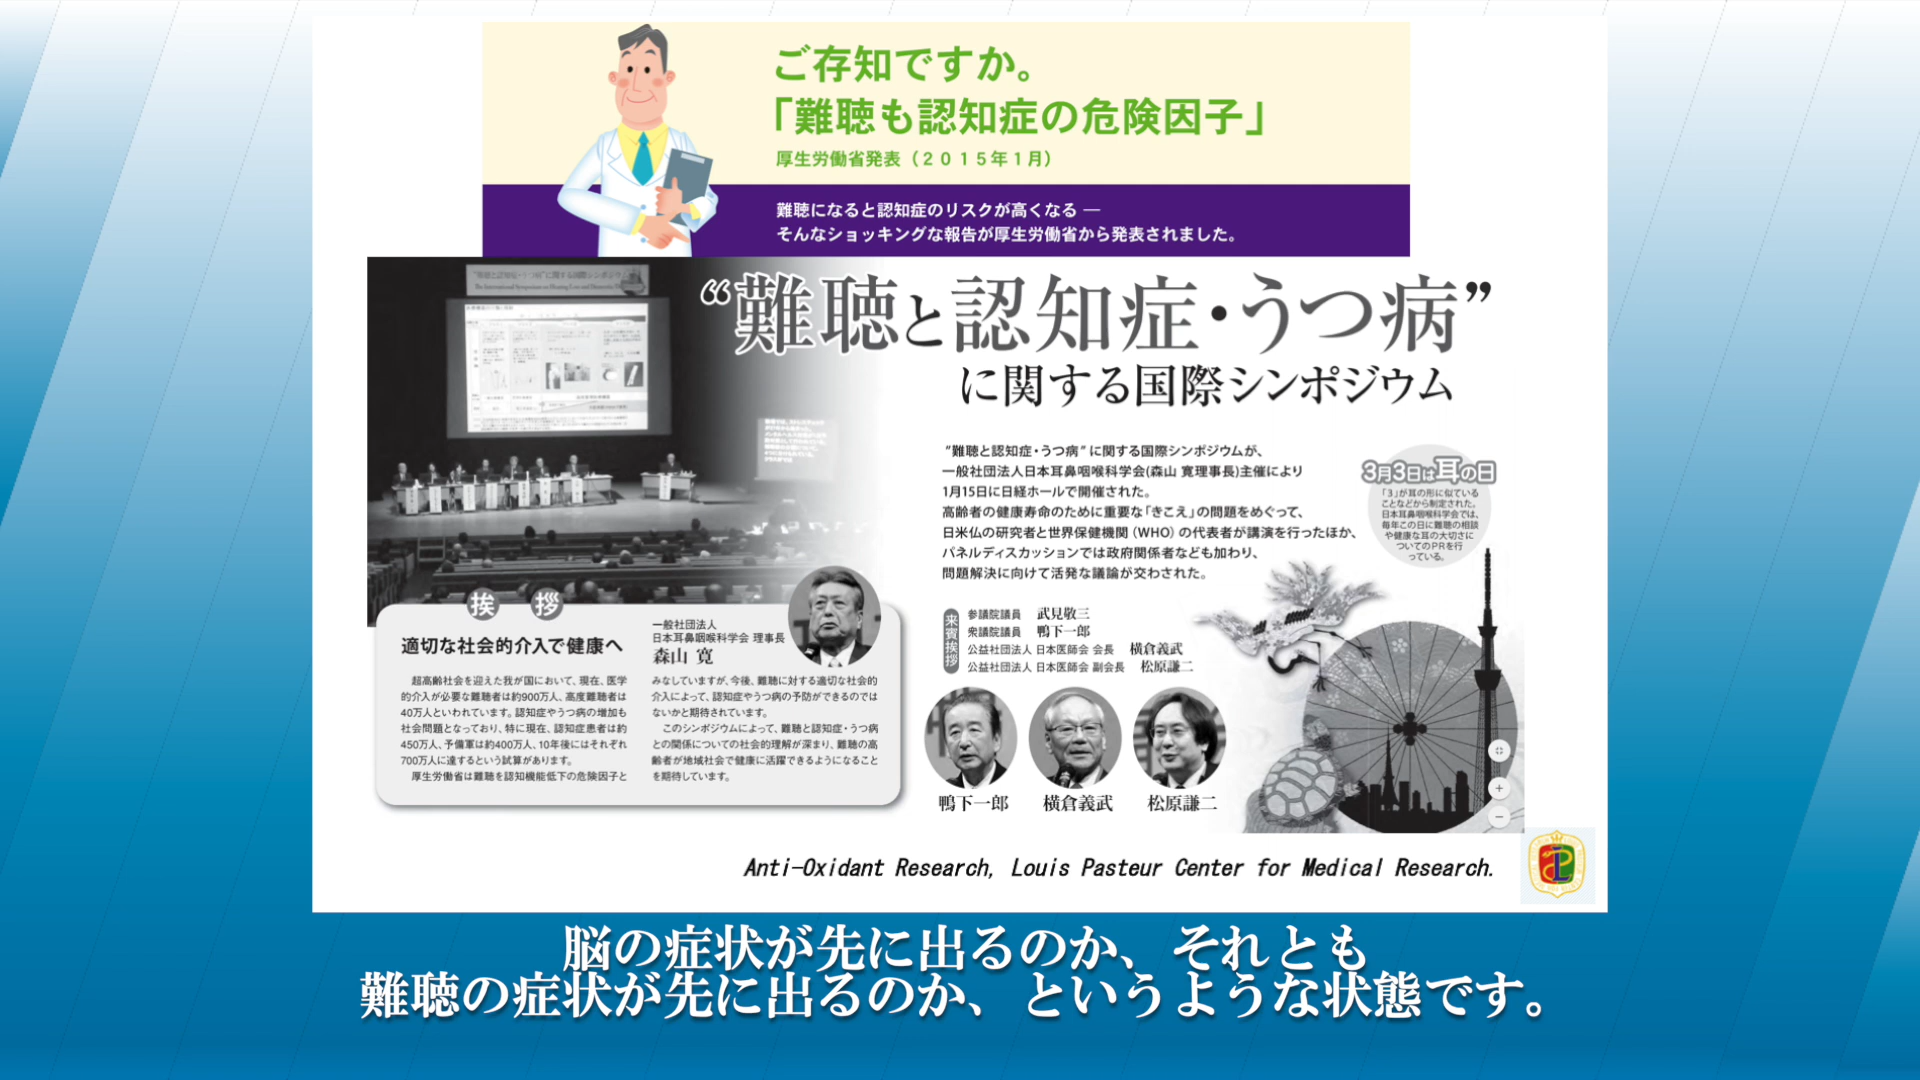 ご存知ですか。
「難聴も認知症の危険因子」
厚生労働省発表（２０１５年１月）
難聴になると認知症のリスクが高くなる ―
そんなショッキングな報告が厚生労働省から発表されました。
“難聴と認知症・うつ病”
に関する国際シンポジウム
“難聴と認知症・うつ病” に関する国際シンポジウムが、
一般社団法人日本耳鼻咽喉科学会(森山 寛理事長)主催により
1月15日に日経ホールで開催された。
高齢者の健康寿命のために重要な「きこえ」の問題をめぐって、
日米仏の研究者と世界保健機関（WHO）の代表者が講演を行ったほか、
パネルディスカッションでは政府関係者なども加わり、
問題解決に向けて活発な議論が交わされた。
3月3日は耳の日
「3」が耳の形に似ている
ことなどから制定された。
日本耳鼻咽喉科学会では、
毎年この日に難聴の相談
や健康な耳の大切さに
ついてのPRを行
っている。
挨拶
適切な社会的介入で健康へ
一般社団法人
日本耳鼻咽喉科学会 理事長
森山 寛
超高齢社会を迎えた我が国において、現在、医学
的介入が必要な難聴者は約900万人、高度難聴者は
40万人といわれています。認知症やうつ病の増加も
社会問題となっており、特に現在、認知症患者は約
450万人、予備軍は約400万人、10年後にはそれぞれ
700万人に達するという試算があります。
厚生労働省は難聴を認知機能低下の危険因子と
みなしていますが、今後、難聴に対する適切な社会的
介入によって、認知症やうつ病の予防ができるのでは
ないかと期待されています。
このシンポジウムによって、難聴と認知症・うつ病
との関係についての社会的理解が深まり、難聴の高
齢者が地域社会で健康に活躍できるようになること
を期待しています。
来賓挨拶
参議院議員 武見敬三
衆議院議員 鴨下一郎
公益社団法人 日本医師会 会長 横倉義武
公益社団法人 日本医師会 副会長 松原謙二
鴨下一郎 横倉義武 松原謙二
Anti-Oxidant Research, Louis Pasteur Center for Medical Research.
脳の症状が先に出るのか、それとも
難聴の症状が先に出るのか、というような状態です。